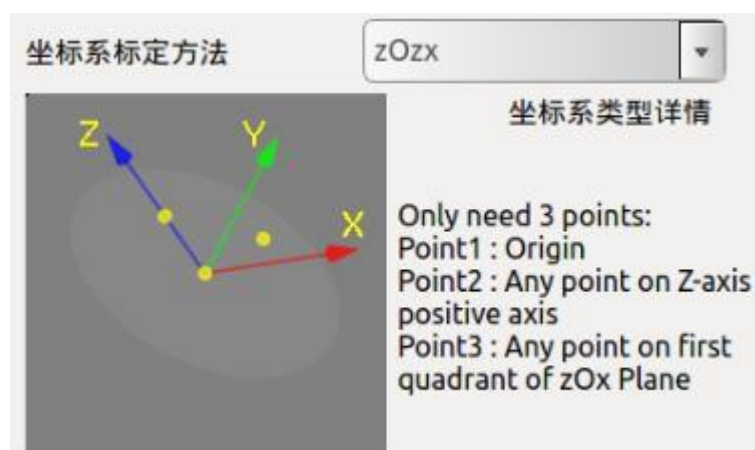 坐标系标定方法
zOzx
坐标系类型详情
Z
Y
X
Only need 3 points:
Point1 : Origin
Point2 : Any point on Z-axis
positive axis
Point3 : Any point on first
quadrant of zOx Plane